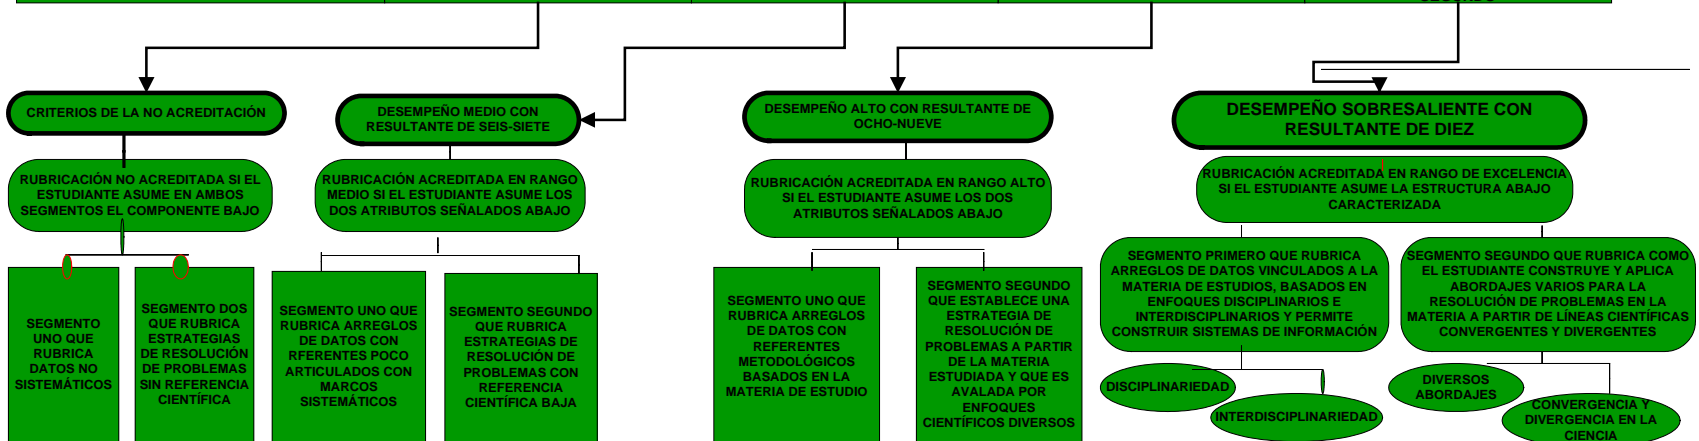 SEGUNDO
CRITERIOS DE LA NO ACREDITACIÓN
DESEMPEÑO MEDIO CON
RESULTANTE DE SEIS-SIETE
DESEMPEÑO ALTO CON RESULTANTE DE
OCHO-NUEVE
DESEMPEÑO SOBRESALIENTE CON
RESULTANTE DE DIEZ
RUBRICACIÓN NO ACREDITADA SI EL
ESTUDIANTE ASUME EN AMBOS
SEGMENTOS EL COMPONENTE BAJO
RUBRICACIÓN ACREDITADA EN RANGO
MEDIO SI EL ESTUDIANTE ASUME LOS
DOS ATRIBUTOS SEÑALADOS ABAJO
RUBRICACIÓN ACREDITADA EN RANGO ALTO
SI EL ESTUDIANTE ASUME LOS DOS
ATRIBUTOS SEÑALADOS ABAJO
RUBRICACIÓN ACREDITADA EN RANGO DE EXCELENCIA
SI EL ESTUDIANTE ASUME LA ESTRUCTURA ABAJO
CARACTERIZADA
SEGMENTO
UNO QUE
RUBRICA
DATOS NO
SISTEMÁTICOS
SEGMENTO DOS
QUE RUBRICA
ESTRATEGIAS
DE RESOLUCIÓN
DE PROBLEMAS
SIN REFERENCIA
CIENTÍFICA
SEGMENTO UNO QUE
RUBRICA ARREGLOS
DE DATOS CON
RFERENTES POCO
ARTICULADOS CON
MARCOS
SISTEMÁTICOS
SEGMENTO SEGUNDO
QUE RUBRICA
ESTRATEGIAS DE
RESOLUCIÓN DE
PROBLEMAS CON
REFERENCIA
CIENTÍFICA BAJA
SEGMENTO UNO QUE
RUBRICA ARREGLOS
DE DATOS CON
REFERENTES
METODOLÓGICOS
BASADOS EN LA
MATERIA DE ESTUDIO
SEGMENTO SEGUNDO
QUE ESTABLECE UNA
ESTRATEGIA DE
RESOLUCIÓN DE
PROBLEMAS A PARTIR
DE LA MATERIA
ESTUDIADA Y QUE ES
AVALADA POR
ENFOQUES
CIENTÍFICOS DIVERSOS
SEGMENTO PRIMERO QUE RUBRICA
ARREGLOS DE DATOS VINCULADOS A LA
MATERIA DE ESTUDIOS, BASADOS EN
ENFOQUES DISCIPLINARIOS E
INTERDISCIPLINARIOS Y PERMITE
CONSTRUIR SISTEMAS DE INFORMACIÓN
SEGMENTO SEGUNDO QUE RUBRICA COMO
EL ESTUDIANTE CONSTRUYE Y APLICA
ABORDAJES VARIOS PARA LA
RESOLUCIÓN DE PROBLEMAS EN LA
MATERIA A PARTIR DE LÍNEAS CIENTÍFICAS
CONVERGENTES Y DIVERGENTES
DISCIPLINARIEDAD
INTERDISCIPLINARIEDAD
DIVERSOS
ABORDAJES
CONVERGENCIA Y
DIVERGENCIA EN LA
CIENCIA